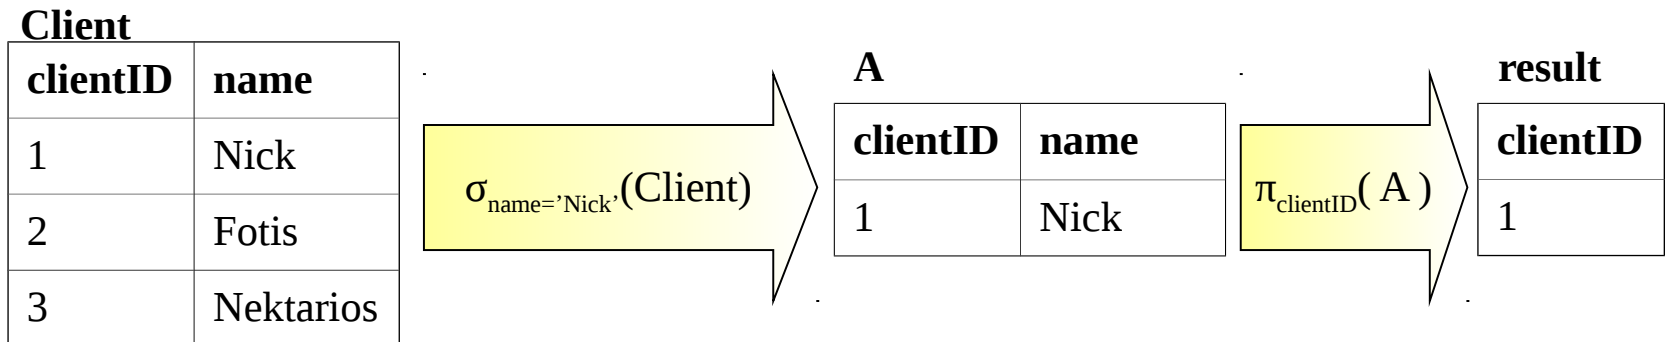 Client
clientID name
1 Nick
2 Fotis
3 Nektarios
σname=’Nick’(Client)
A
clientID name
1 Nick
πclientID( A )
result
clientID
1